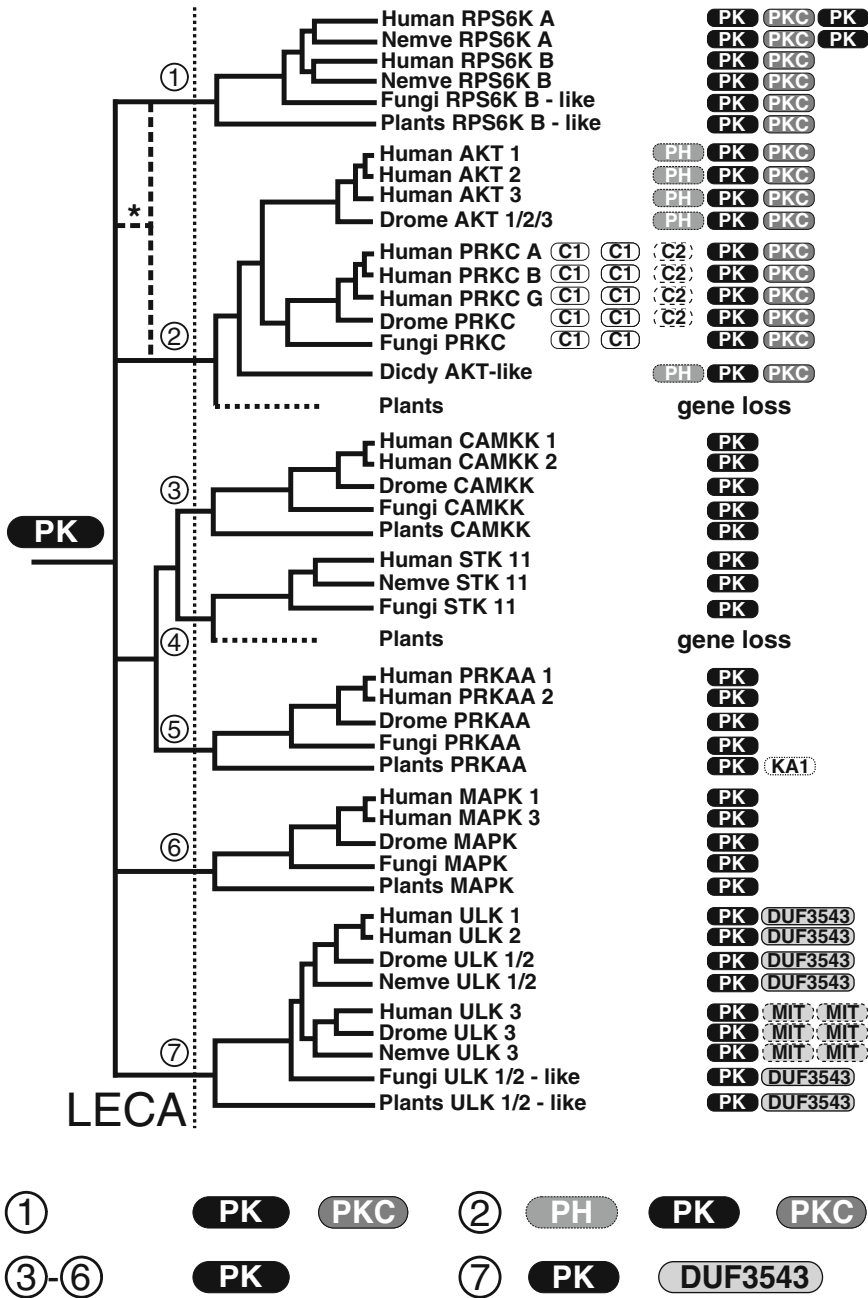 Human RPS6K A PK PKC PK
Nemve RPS6K A PK PKC PK
Human RPS6K B PK PKC
① Nemve RPS6K B PK PKC
Fungi RPS6K B - like PK PKC
Plants RPS6K B - like PK PKC
Human AKT 1 PH PK PKC
Human AKT 2 PH PK PKC
Human AKT 3 PH PK PKC
* Drome AKT 1/2/3 PH PK PKC
Human PRKC A C1 C1 C2 PK PKC
Human PRKC B C1 C1 C2 PK PKC
Human PRKC G C1 C1 C2 PK PKC
Drome PRKC C1 C1 C2 PK PKC
② Fungi PRKC C1 C1 PK PKC
Dicdy AKT-like PH PK PKC
Plants gene loss
Human CAMKK 1 PK
Human CAMKK 2 PK
③ Drome CAMKK PK
Fungi CAMKK PK
PK Plants CAMKK PK
Human STK 11 PK
Nemve STK 11 PK
Fungi STK 11 PK
④ Plants gene loss
Human PRKAA 1 PK
Human PRKAA 2 PK
⑤ Drome PRKAA PK
Fungi PRKAA PK
Plants PRKAA PK KA1
Human MAPK 1 PK
Human MAPK 3 PK
⑥ Drome MAPK PK
Fungi MAPK PK
Plants MAPK PK
Human ULK 1 PK DUF3543
Human ULK 2 PK DUF3543
Drome ULK 1/2 PK DUF3543
Nemve ULK 1/2 PK DUF3543
Human ULK 3 PK MIT MIT
Drome ULK 3 PK MIT MIT
⑦ Nemve ULK 3 PK MIT MIT
Fungi ULK 1/2 - like PK DUF3543
LECA Plants ULK 1/2 - like PK DUF3543
① PK PKC ② PH PK PKC
③-⑥ PK ⑦ PK DUF3543